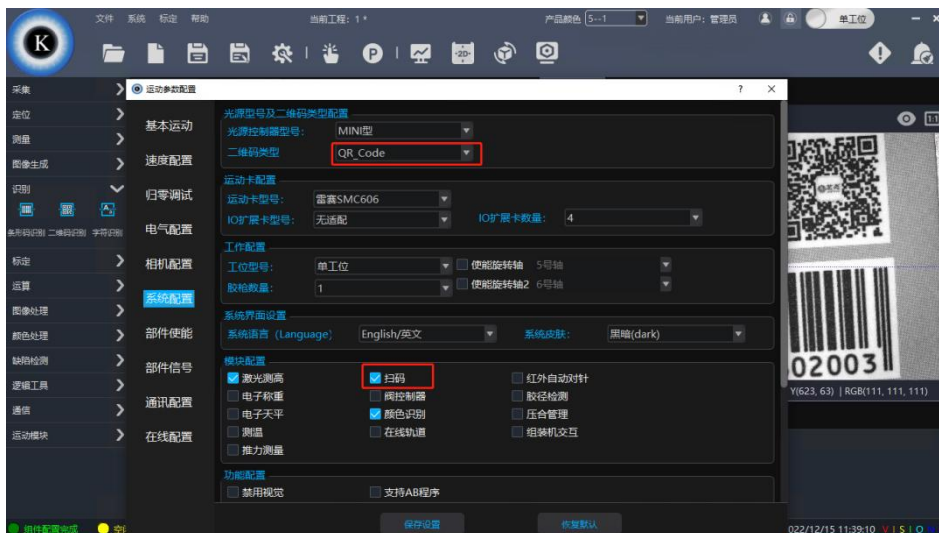 K
文件 系统 标定 帮助
当前工程: 1 *
产品颜色 5--1
当前用户: 管理员
单工位
P
-2D-
采集
定位
测量
图像生成
识别
条形码识别 二维码识别 字符识别
标定
运算
图像处理
颜色处理
缺陷检测
逻辑工具
通信
运动模块
组件配置完成
运动参数配置
?
基本运动
速度配置
归零调试
电气配置
相机配置
系统配置
部件使能
部件信号
通讯配置
在线配置
光源型号及二维码类型配置
光源控制器型号: MINI型
二维码类型 QR_Code
运动卡配置
运动卡型号: 雷赛SMC606
IO扩展卡型号: 无适配 IO扩展卡数量: 4
工作配置
工位型号: 单工位 使能旋转轴 5号轴
胶枪数量: 1 使能旋转轴2 6号轴
系统界面设置
系统语言 (Language) English/英文 系统皮肤: 黑暗(dark)
模块配置
激光测高 扫码 红外自动对针
电子称重 阀控制器 胶径检测
电子天平 颜色识别 压合管理
测温 在线轨道 组装机交互
推力测量
功能配置
禁用视觉 支持AB程序
保存设置 恢复默认
1:1
02003
Y(623, 63) | RGB(111, 111, 111)
022/12/15 11:39:10 V I S I O